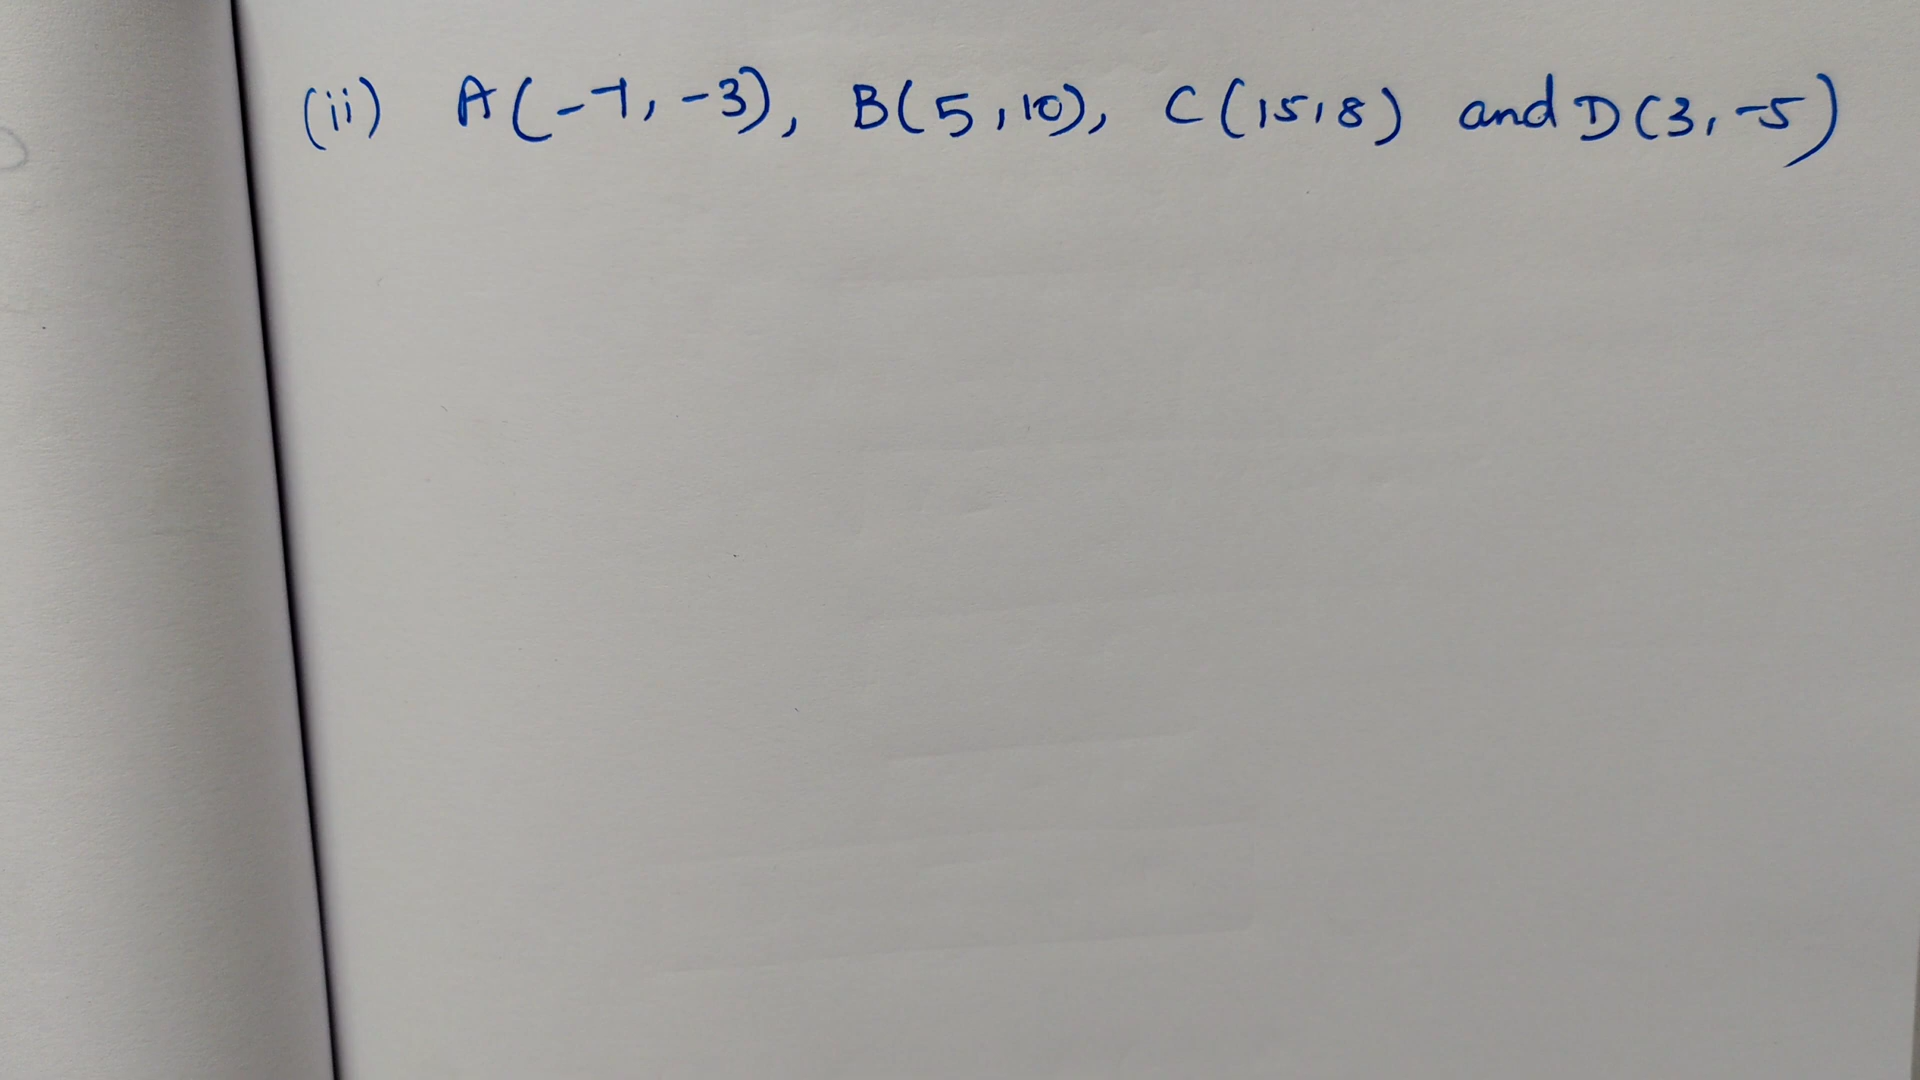 (ii) A(-7, -3), B(5, 10), C(15, 8) and D(3, -5)